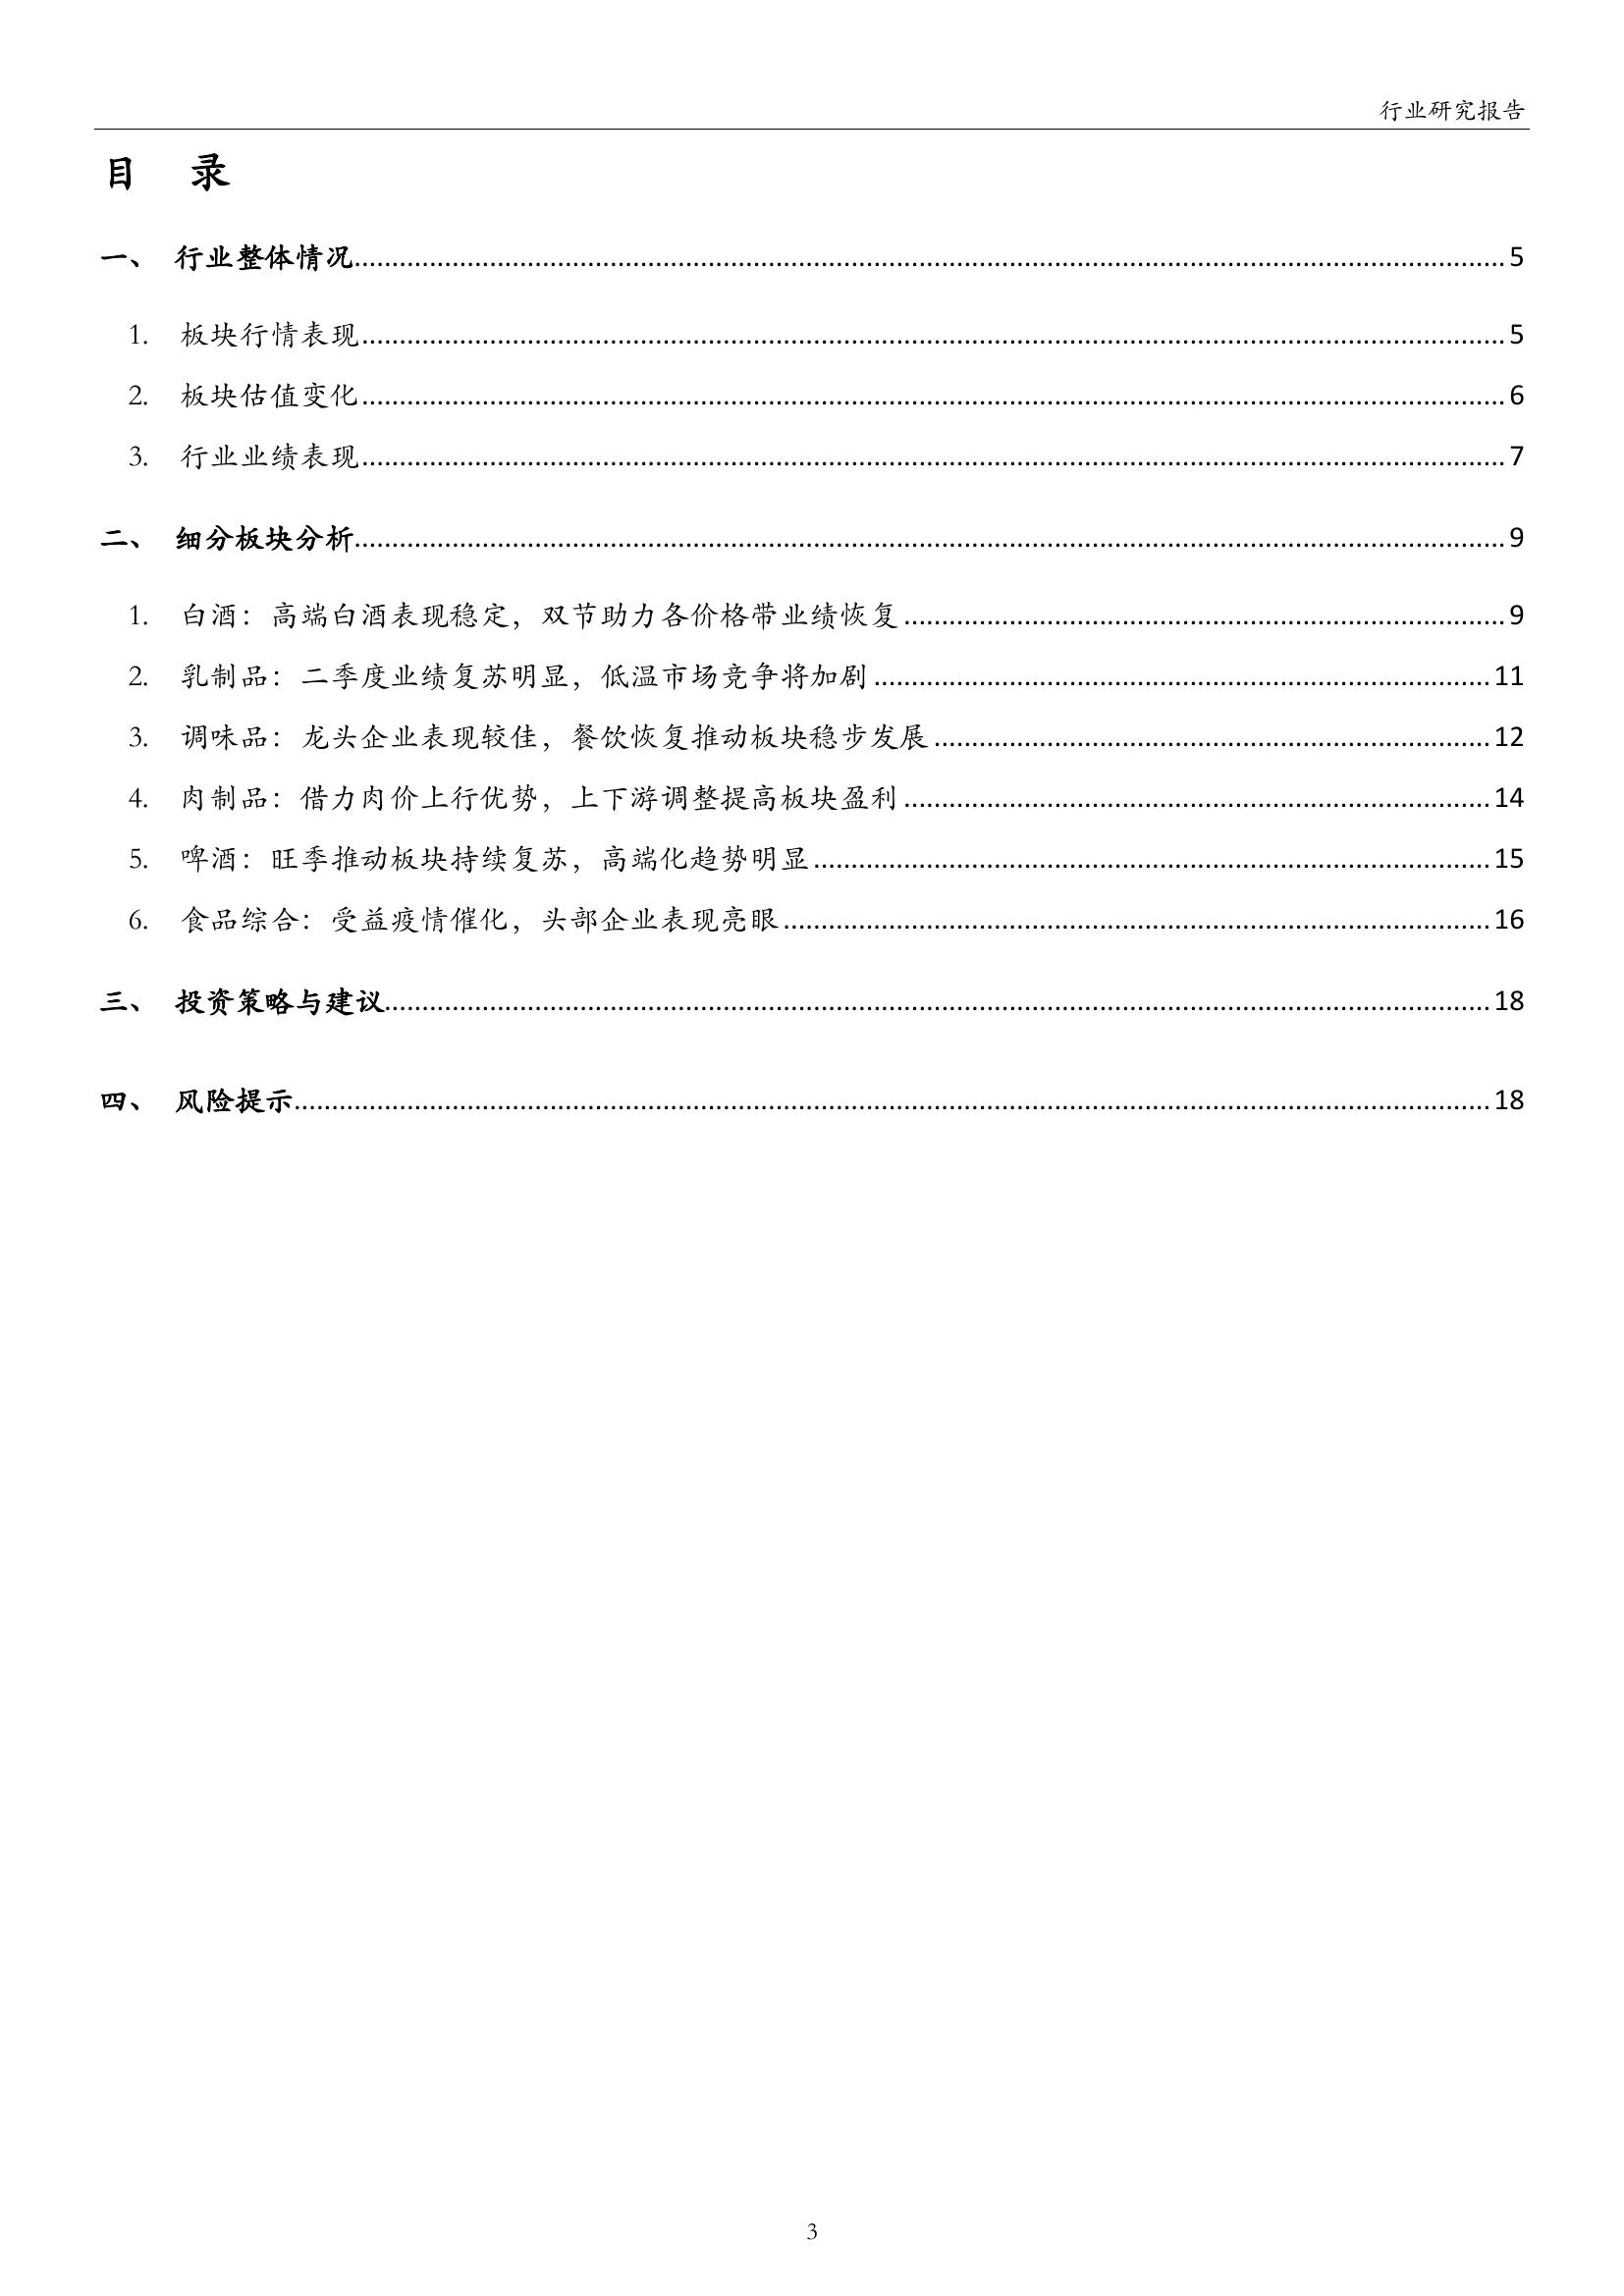 行业研究报告
目 录
一、 行业整体情况........................................5
1. 板块行情表现........................................5
2. 板块估值变化........................................6
3. 行业业绩表现........................................7
二、 细分板块分析........................................9
1. 白酒：高端白酒表现稳定，双节助力各价格带业绩恢复........................................9
2. 乳制品：二季度业绩复苏明显，低温市场竞争将加剧........................................11
3. 调味品：龙头企业表现较佳，餐饮恢复推动板块稳步发展........................................12
4. 肉制品：借力肉价上行优势，上下游调整提高板块盈利........................................14
5. 啤酒：旺季推动板块持续复苏，高端化趋势明显........................................15
6. 食品综合：受益疫情催化，头部企业表现亮眼........................................16
三、 投资策略与建议........................................18
四、 风险提示........................................18
3